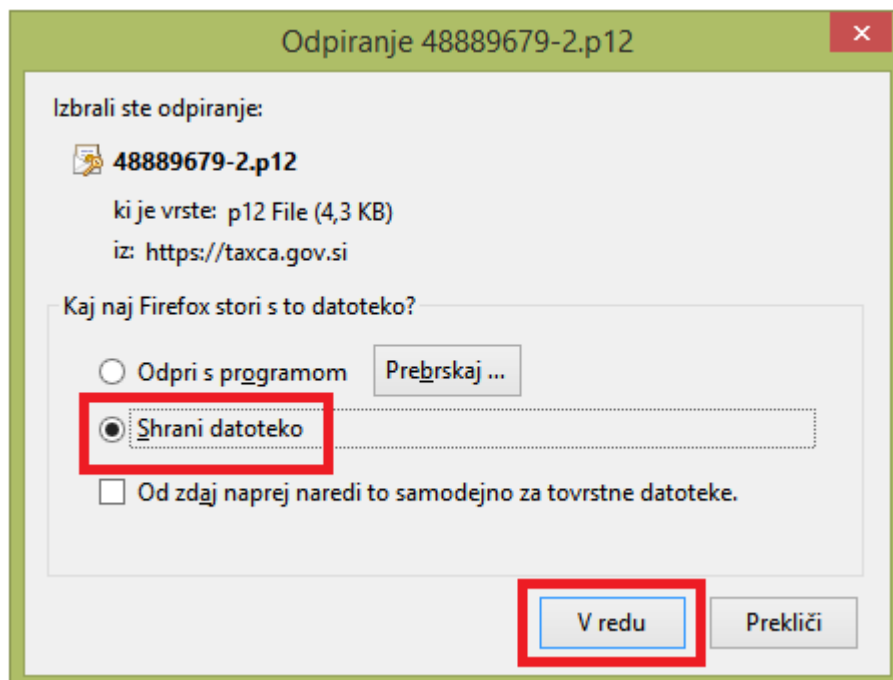 Odpiranje 48889679-2.p12
Izbrali ste odpiranje:
48889679-2.p12
ki je vrste: p12 File (4,3 KB)
iz: https://taxca.gov.si
Kaj naj Firefox stori s to datoteko?
Odpri s programom Prebrskaj ...
Shrani datoteko
Od zdaj naprej naredi to samodejno za tovrstne datoteke.
V redu Prekliči